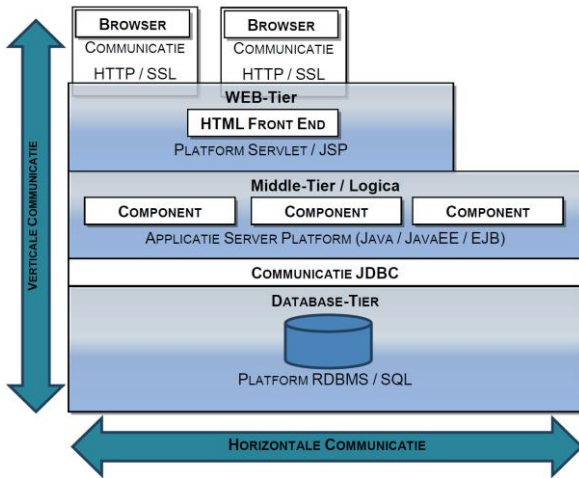 BROWSER
COMMUNICATIE
HTTP / SSL
BROWSER
COMMUNICATIE
HTTP / SSL
WEB-Tier
HTML FRONT END
PLATFORM SERVLET / JSP
Middle-Tier / Logica
COMPONENT
COMPONENT
COMPONENT
APPLICATIE SERVER PLATFORM (JAVA / JAVAEE / EJB)
COMMUNICATIE JDBC
DATABASE-TIER
PLATFORM RDBMS / SQL
VERTICALE COMMUNICATIE
HORIZONTALE COMMUNICATIE